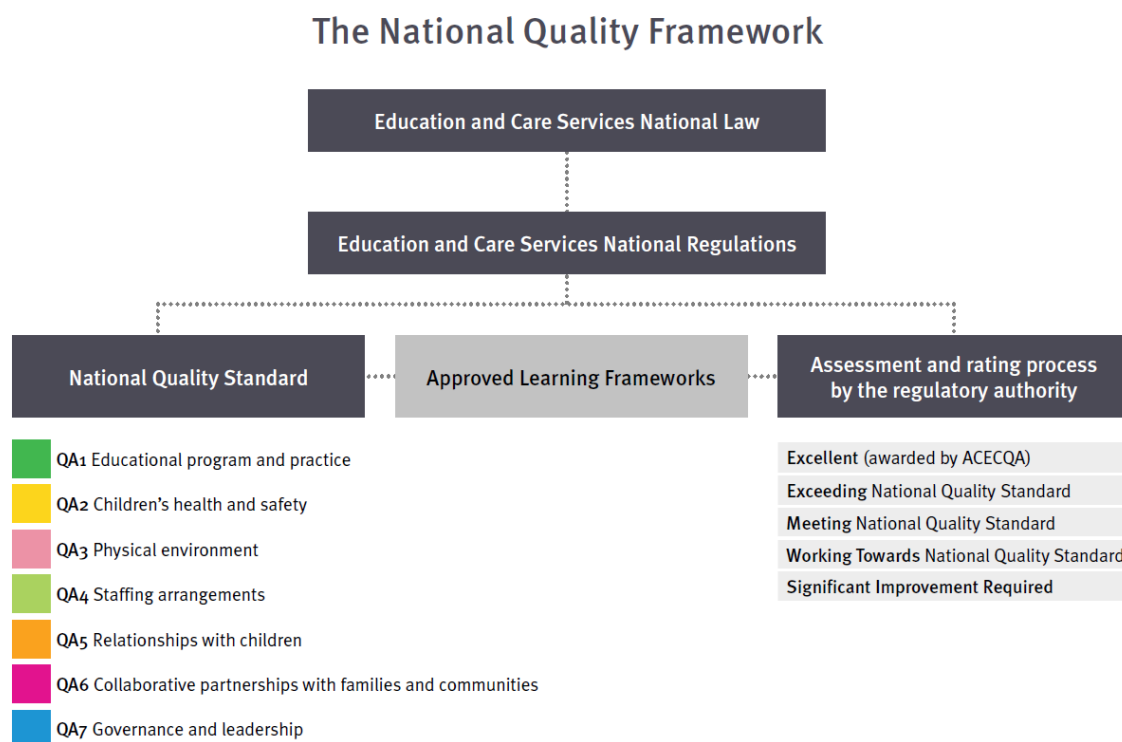 The National Quality Framework
Education and Care Services National Law
Education and Care Services National Regulations
National Quality Standard
Approved Learning Frameworks
Assessment and rating process
by the regulatory authority
QA1 Educational program and practice
QA2 Children’s health and safety
QA3 Physical environment
QA4 Staffing arrangements
QA5 Relationships with children
QA6 Collaborative partnerships with families and communities
QA7 Governance and leadership
Excellent (awarded by ACECQA)
Exceeding National Quality Standard
Meeting National Quality Standard
Working Towards National Quality Standard
Significant Improvement Required